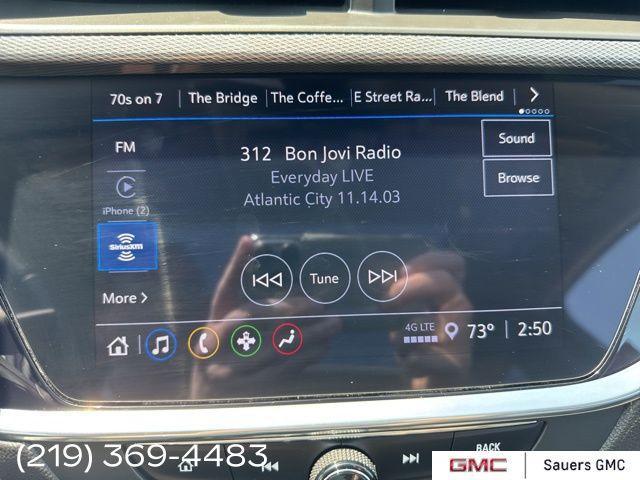 70s on 7 | The Bridge | The Coffe... | E Street Ra... | The Blend
FM
312 Bon Jovi Radio
Sound
Everyday LIVE
Browse
Atlantic City 11.14.03
iPhone (2)
SiriusXM
Tune
More >
4G LTE
73° | 2:50
(219) 369-4483
BACK
GMC | Sauers GMC